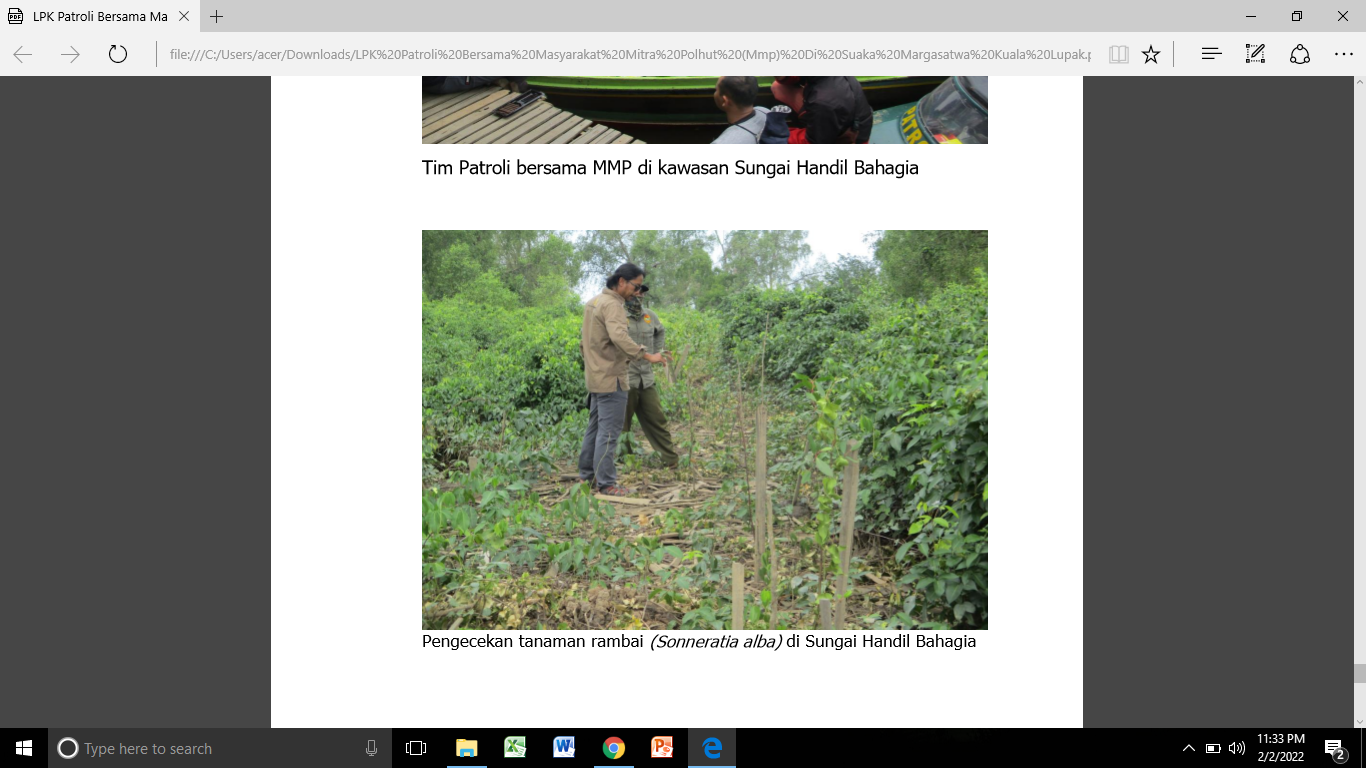 LPK Patroli Bersama Ma
file:///C:/Users/acer/Downloads/LPK%20Patroli%20Bersama%20Masyarakat%20Mitra%20Polhut%20(Mmp)%20Di%20Suaka%20Margasatwa%20Kuala%20Lupak.p
PATRO
Tim Patroli bersama MMP di kawasan Sungai Handil Bahagia
Pengecekan tanaman rambai (Sonneratia alba) di Sungai Handil Bahagia
Type here to search
11:33 PM
2/2/2022
2